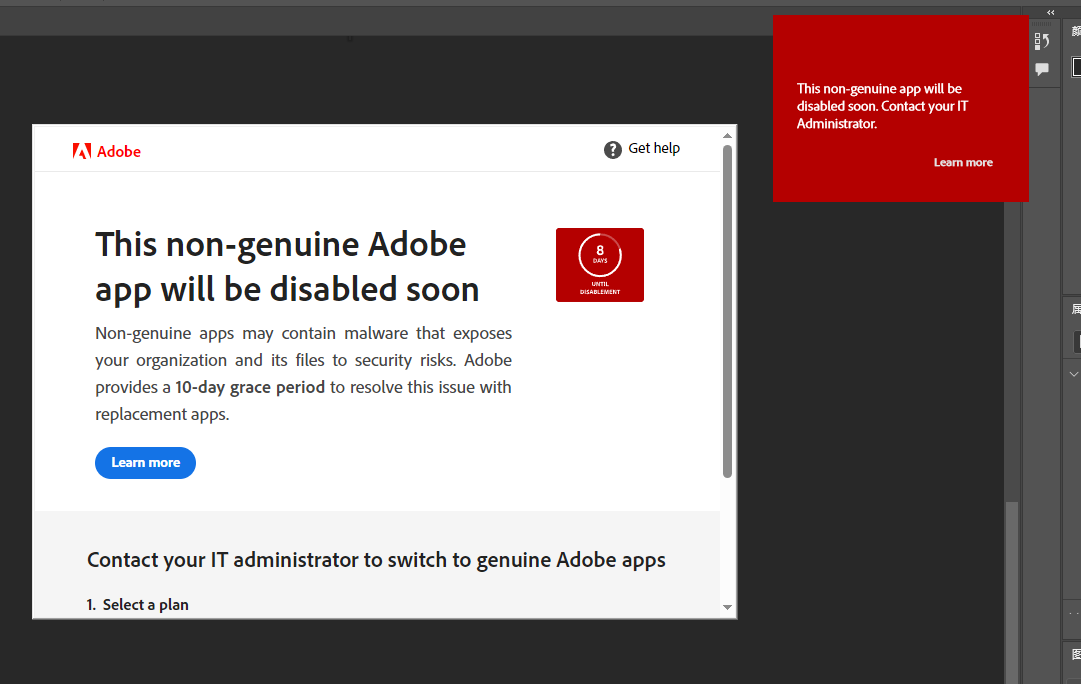 Adobe
? Get help
This non-genuine app will be
disabled soon. Contact your IT
Administrator.
Learn more
This non-genuine Adobe
app will be disabled soon
8
DAYS
UNTIL
DISABLEMENT
Non-genuine apps may contain malware that exposes
your organization and its files to security risks. Adobe
provides a 10-day grace period to resolve this issue with
replacement apps.
Learn more
Contact your IT administrator to switch to genuine Adobe apps
1. Select a plan